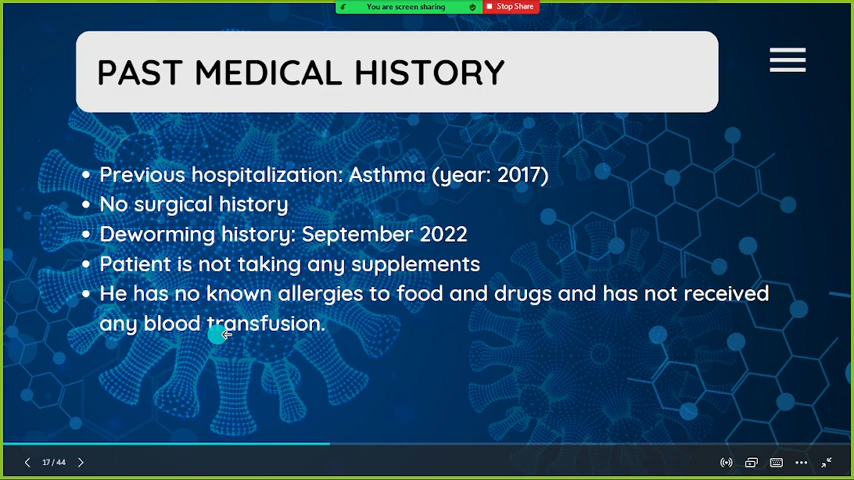 You are screen sharing
Stop Share
PAST MEDICAL HISTORY
• Previous hospitalization: Asthma (year: 2017)
• No surgical history
• Deworming history: September 2022
• Patient is not taking any supplements
• He has no known allergies to food and drugs and has not received
any blood transfusion.
17 / 44